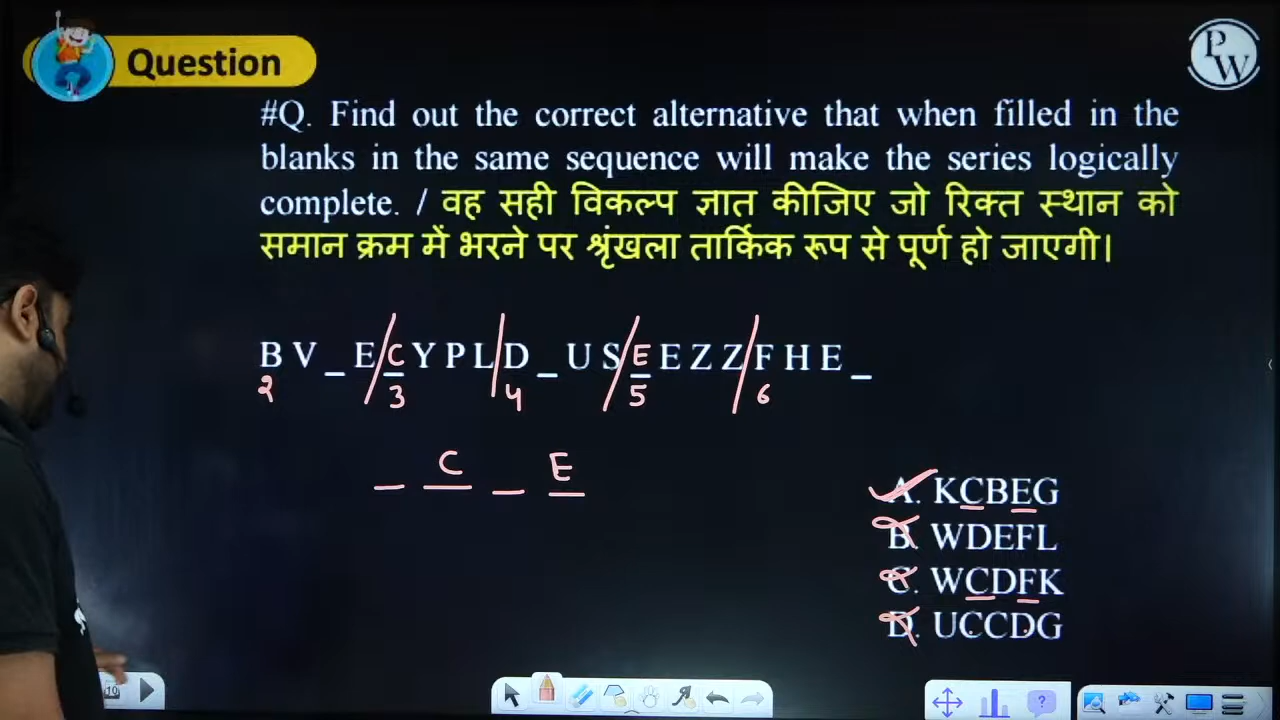 Question
PW
#Q. Find out the correct alternative that when filled in the
blanks in the same sequence will make the series logically
complete. / वह सही विकल्प ज्ञात कीजिए जो रिक्त स्थान को
समान क्रम में भरने पर श्रृंखला तार्किक रूप से पूर्ण हो जाएगी।
B V _ E / C Y P L / D _ U S / E E Z Z / F H E _
2 3 4 5 6
_ C _ E
A. KCBEG
B. WDEFL
C. WCDFK
D. UCCDG
10